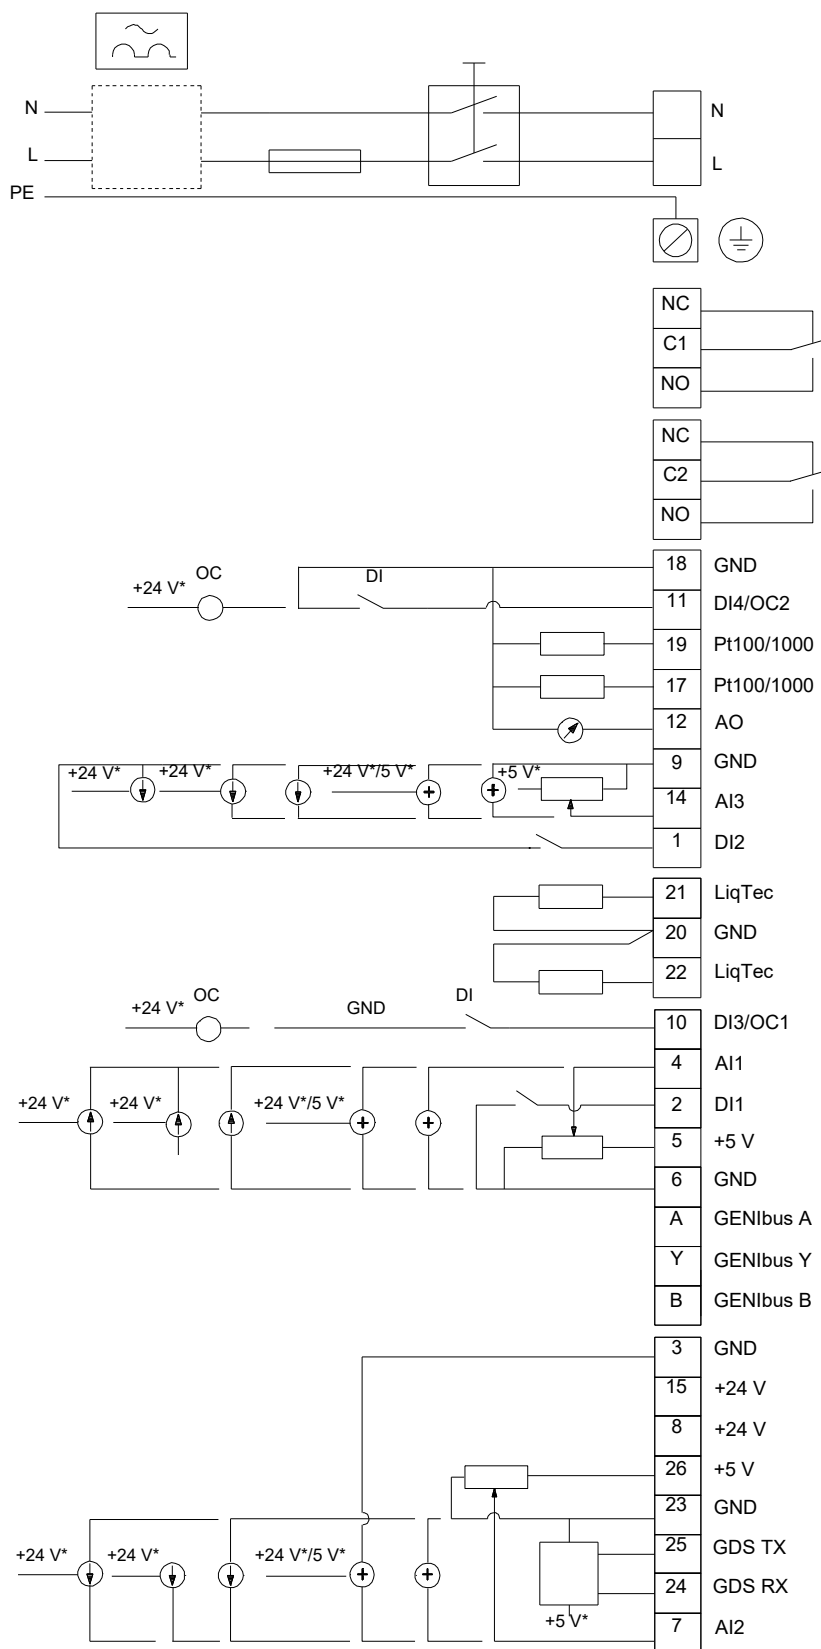 N N
L L
PE
NC
C1
NO
NC
C2
NO
18 GND
+24 V* OC DI 11 DI4/OC2
19 Pt100/1000
17 Pt100/1000
12 AO
9 GND
+24 V* +24 V* +24 V*/5 V* +5 V*
14 AI3
1 DI2
21 LiqTec
20 GND
22 LiqTec
+24 V* OC GND DI 10 DI3/OC1
4 AI1
+24 V* +24 V* +24 V*/5 V* 2 DI1
5 +5 V
6 GND
A GENIbus A
Y GENIbus Y
B GENIbus B
3 GND
15 +24 V
8 +24 V
26 +5 V
23 GND
25 GDS TX
+24 V* +24 V* +24 V*/5 V*
24 GDS RX
+5 V*
7 AI2